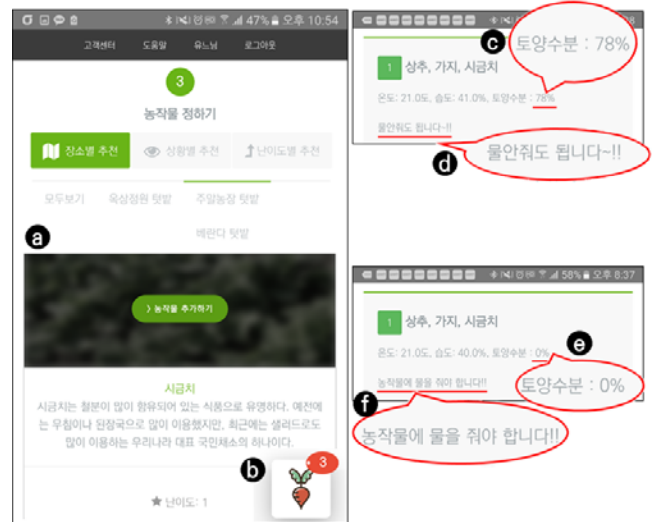 47% 오후 10:54
고객센터 도움말 유느님 로그아웃
3
농작물 정하기
장소별 추천 상황별 추천 난이도별 추천
모두보기 옥상정원 텃밭 주말농장 텃밭
베란다 텃밭
a
> 농작물 추가하기
시금치
시금치는 철분이 많이 함유되어 있는 식품으로 유명하다. 예전에
는 무침이나 된장국으로 많이 이용했지만, 최근에는 샐러드로도
많이 이용하는 우리나라 대표 국민채소의 하나이다.
b
3
★ 난이도: 1
c
토양수분 : 78%
1 상추, 가지, 시금치
온도: 21.0도, 습도: 41.0%, 토양수분 : 78%
물안줘도 됩니다~!!
d
물안줘도 됩니다~!!
58% 오후 8:37
1 상추, 가지, 시금치
e
온도: 21.0도, 습도: 40.0%, 토양수분 : 0%
농작물에 물을 줘야 합니다!!
토양수분 : 0%
f
농작물에 물을 줘야 합니다!!